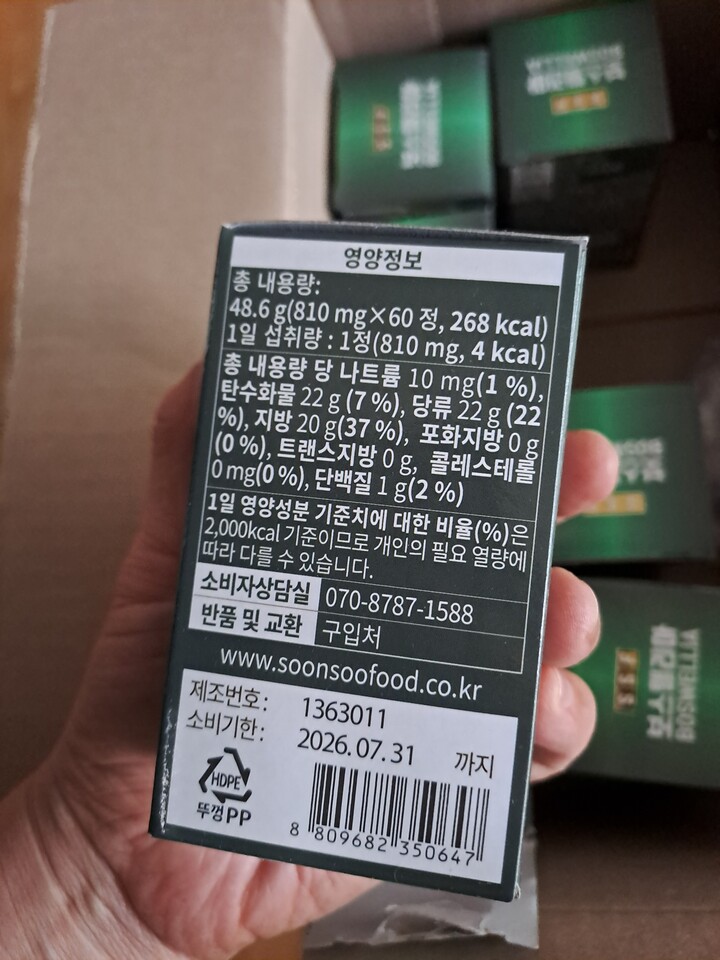 영양정보
총 내용량:
48.6 g(810 mg×60 정, 268 kcal)
1일 섭취량 : 1정(810 mg, 4 kcal)
총 내용량 당 나트륨 10 mg(1 %),
탄수화물 22 g (7 %), 당류 22 g (22
%), 지방 20 g(37 %), 포화지방 0 g
(0 %), 트랜스지방 0 g, 콜레스테롤
0 mg(0 %), 단백질 1 g(2 %)
1일 영양성분 기준치에 대한 비율(%)은
2,000kcal 기준이므로 개인의 필요 열량에
따라 다를 수 있습니다.
소비자상담실 070-8787-1588
반품 및 교환 구입처
www.soonsoofood.co.kr
제조번호: 1363011
소비기한: 2026.07.31 까지
HDPE
뚜껑PP
8 809682 350647